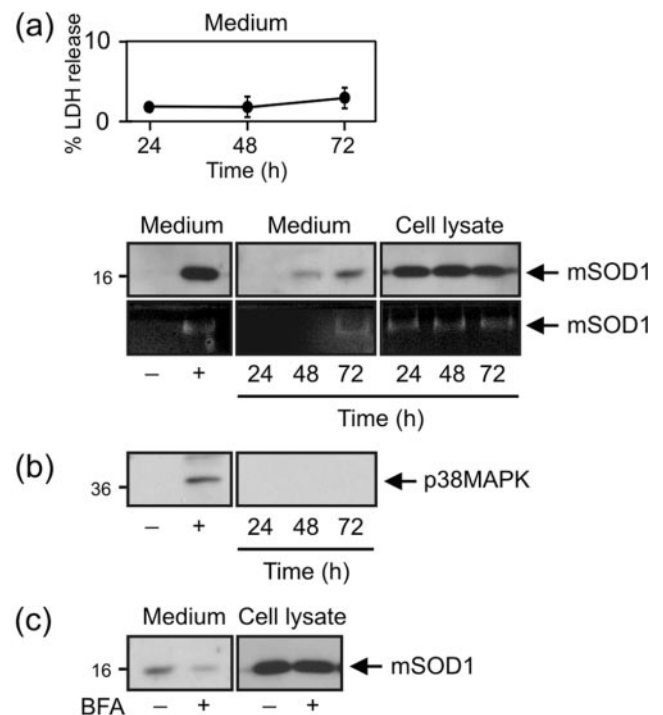 (a)
Medium
10
0
% LDH release
24 48 72
Time (h)
Medium Medium Cell lysate
16 mSOD1
mSOD1
– + 24 48 72 24 48 72
Time (h)
(b)
36 p38MAPK
– + 24 48 72
Time (h)
(c)
Medium Cell lysate
16 mSOD1
BFA – + – +